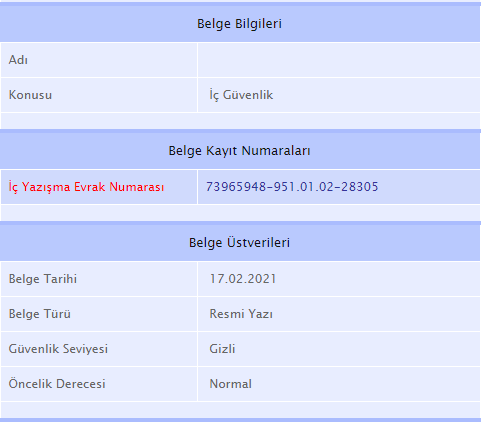 Belge Bilgileri
Adı
Konusu İç Güvenlik
Belge Kayıt Numaraları
İç Yazışma Evrak Numarası 73965948-951.01.02-28305
Belge Üstverileri
Belge Tarihi 17.02.2021
Belge Türü Resmi Yazı
Güvenlik Seviyesi Gizli
Öncelik Derecesi Normal